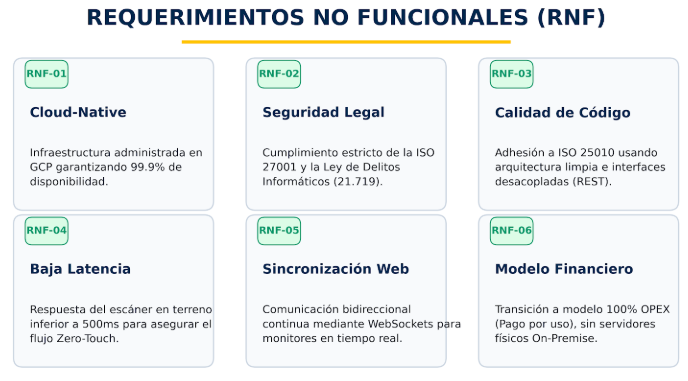 REQUERIMIENTOS NO FUNCIONALES (RNF)
RNF-01
Cloud-Native
Infraestructura administrada en
GCP garantizando 99.9% de
disponibilidad.
RNF-02
Seguridad Legal
Cumplimiento estricto de la ISO
27001 y la Ley de Delitos
Informáticos (21.719).
RNF-03
Calidad de Código
Adhesión a ISO 25010 usando
arquitectura limpia e interfaces
desacopladas (REST).
RNF-04
Baja Latencia
Respuesta del escáner en terreno
inferior a 500ms para asegurar el
flujo Zero-Touch.
RNF-05
Sincronización Web
Comunicación bidireccional
continua mediante WebSockets para
monitores en tiempo real.
RNF-06
Modelo Financiero
Transición a modelo 100% OPEX
(Pago por uso), sin servidores
físicos On-Premise.